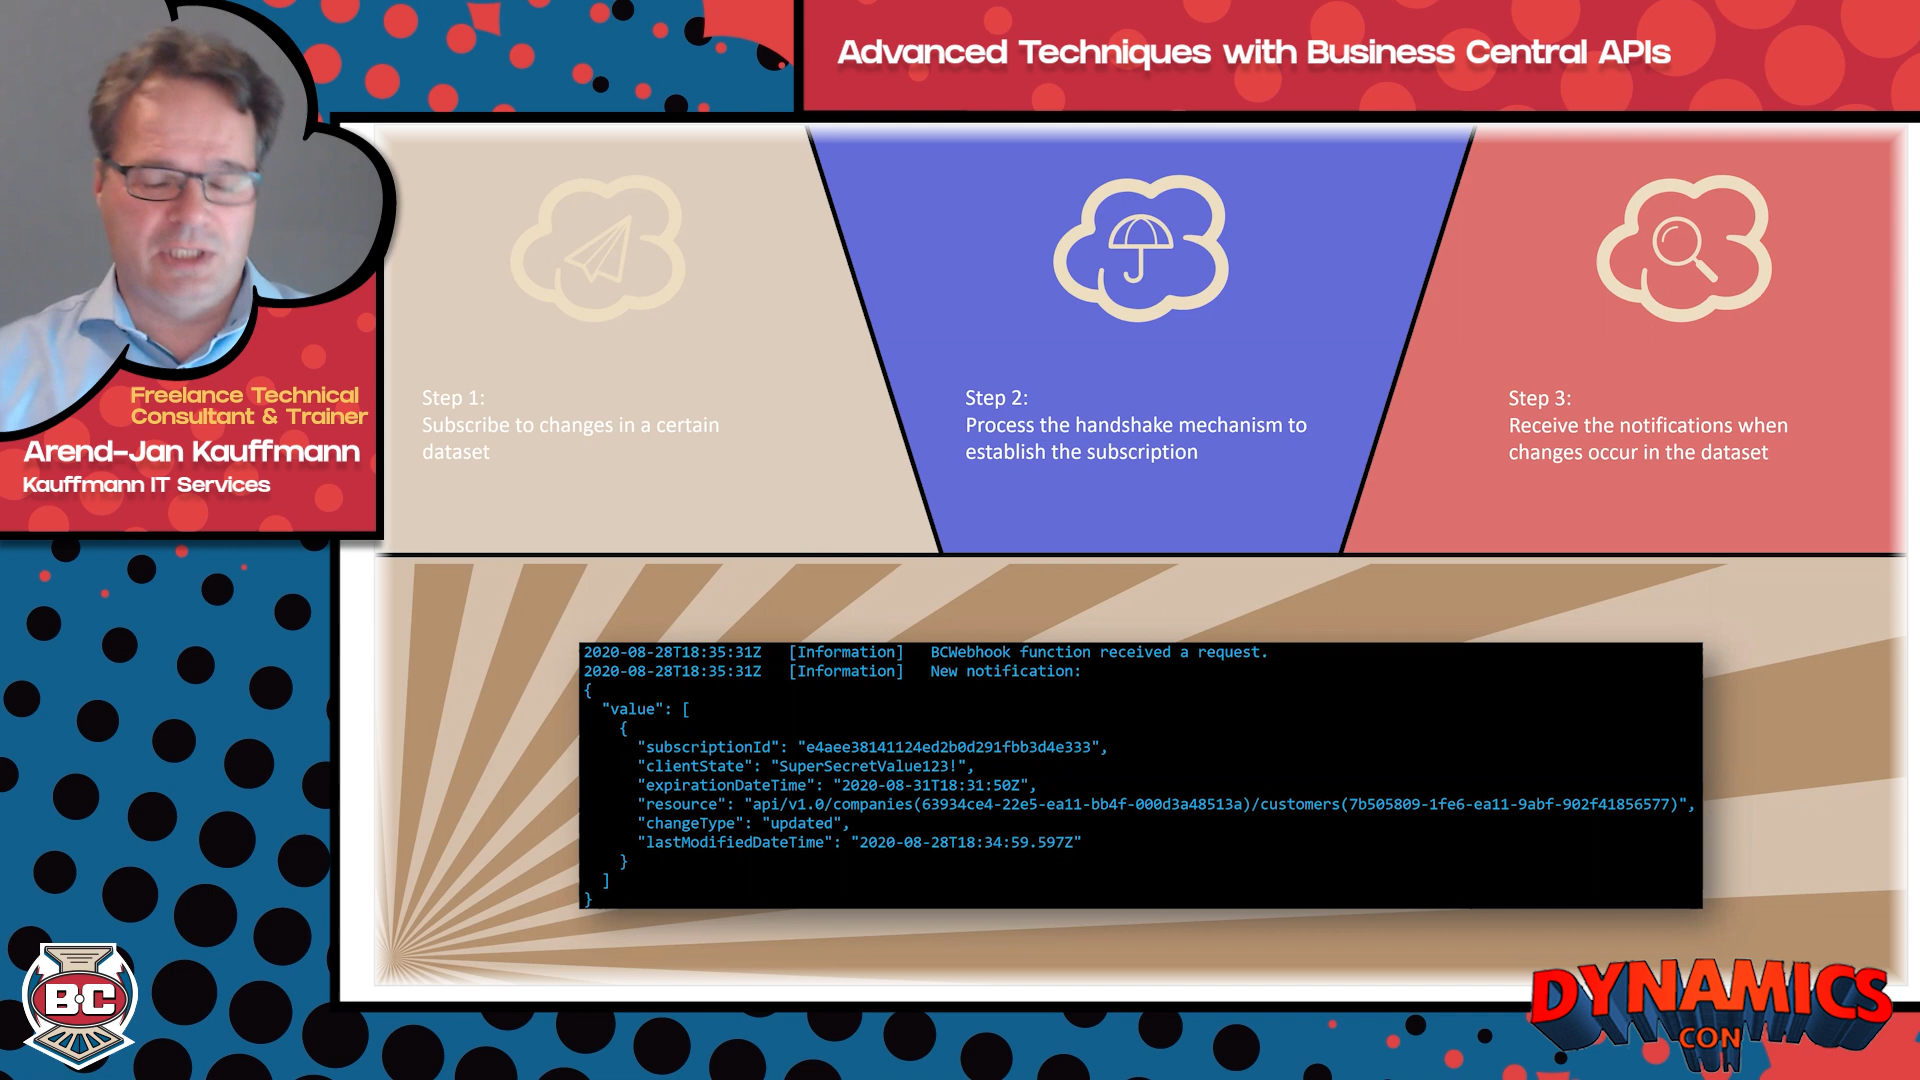 Advanced Techniques with Business Central APIs
Freelance Technical
Consultant & Trainer
Arend-Jan Kauffmann
Kauffmann IT Services
Step 1:
Subscribe to changes in a certain
dataset
Step 2:
Process the handshake mechanism to
establish the subscription
Step 3:
Receive the notifications when
changes occur in the dataset
2020-08-28T18:35:31Z [Information] BCWebhook function received a request.
2020-08-28T18:35:31Z [Information] New notification:
{
"value": [
{
"subscriptionId": "e4aee38141124ed2b0d291fbb3d4e333",
"clientState": "SuperSecretValue123!",
"expirationDateTime": "2020-08-31T18:31:50Z",
"resource": "api/v1.0/companies(63934ce4-22e5-ea11-bb4f-000d3a48513a)/customers(7b505809-1fe6-ea11-9abf-902f41856577)",
"changeType": "updated",
"lastModifiedDateTime": "2020-08-28T18:34:59.597Z"
}
]
}
B·C
DYNAMICS
CON